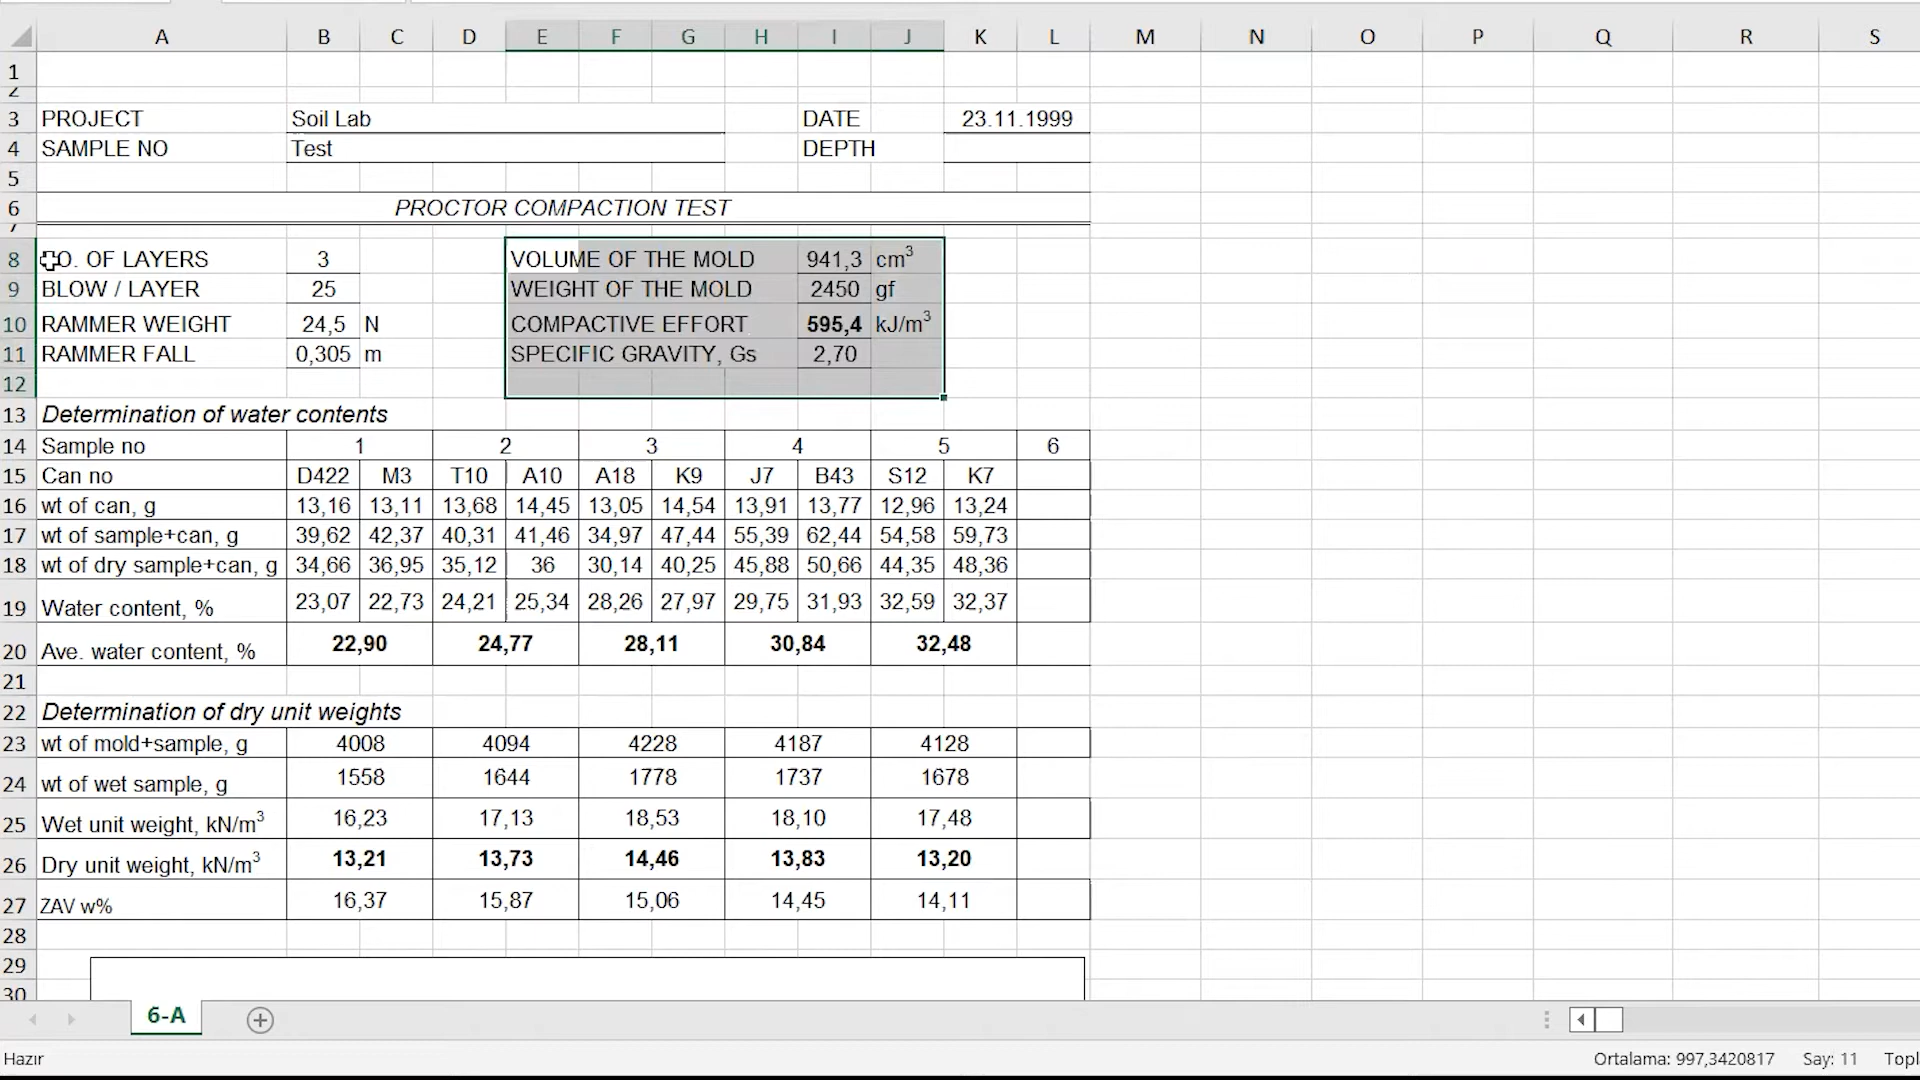 A B C D E F G H I J K L M N O P Q R S
1
2
3 PROJECT Soil Lab DATE 23.11.1999
4 SAMPLE NO Test DEPTH
5
6 PROCTOR COMPACTION TEST
7
8 NO. OF LAYERS 3 VOLUME OF THE MOLD 941,3 cm³
9 BLOW / LAYER 25 WEIGHT OF THE MOLD 2450 gf
10 RAMMER WEIGHT 24,5 N COMPACTIVE EFFORT 595,4 kJ/m³
11 RAMMER FALL 0,305 m SPECIFIC GRAVITY, Gs 2,70
12
13 Determination of water contents
14 Sample no 1 2 3 4 5 6
15 Can no D422 M3 T10 A10 A18 K9 J7 B43 S12 K7
16 wt of can, g 13,16 13,11 13,68 14,45 13,05 14,54 13,91 13,77 12,96 13,24
17 wt of sample+can, g 39,62 42,37 40,31 41,46 34,97 47,44 55,39 62,44 54,58 59,73
18 wt of dry sample+can, g 34,66 36,95 35,12 36 30,14 40,25 45,88 50,66 44,35 48,36
19 Water content, % 23,07 22,73 24,21 25,34 28,26 27,97 29,75 31,93 32,59 32,37
20 Ave. water content, % 22,90 24,77 28,11 30,84 32,48
21
22 Determination of dry unit weights
23 wt of mold+sample, g 4008 4094 4228 4187 4128
24 wt of wet sample, g 1558 1644 1778 1737 1678
25 Wet unit weight, kN/m³ 16,23 17,13 18,53 18,10 17,48
26 Dry unit weight, kN/m³ 13,21 13,73 14,46 13,83 13,20
27 ZAV w% 16,37 15,87 15,06 14,45 14,11
28
29
30
6-A
Hazır Ortalama: 997,3420817 Say: 11 Topl